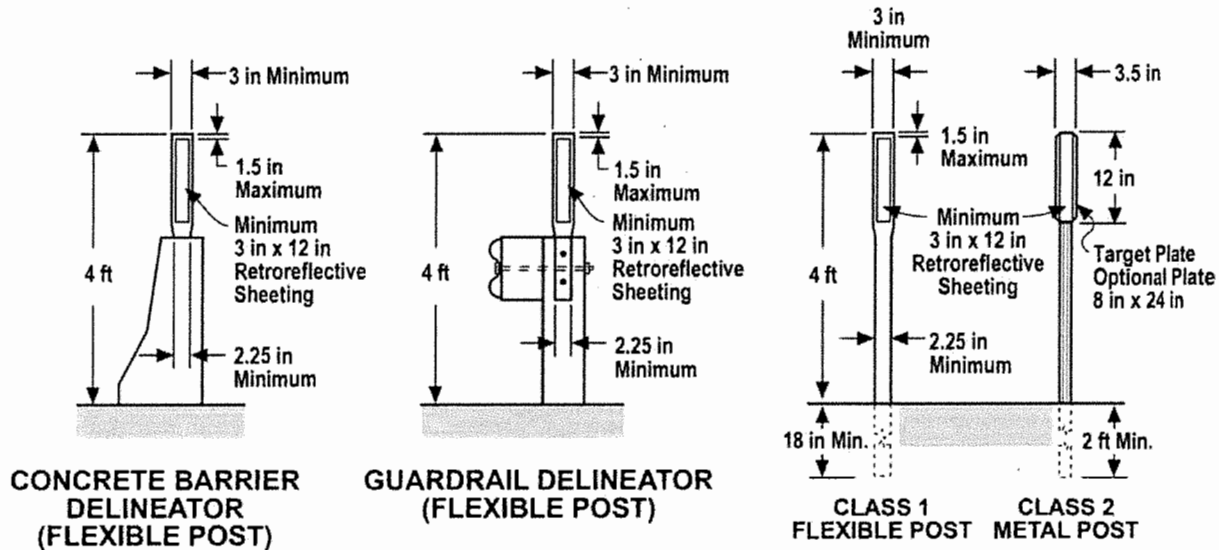 3 in Minimum
1.5 in
Maximum
Minimum
3 in x 12 in
Retroreflective
Sheeting
4 ft
2.25 in
Minimum
CONCRETE BARRIER
DELINEATOR
(FLEXIBLE POST)
3 in Minimum
1.5 in
Maximum
Minimum
3 in x 12 in
Retroreflective
Sheeting
4 ft
2.25 in
Minimum
GUARDRAIL DELINEATOR
(FLEXIBLE POST)
3 in
Minimum
3.5 in
1.5 in
Maximum
12 in
Minimum
3 in x 12 in
Retroreflective
Sheeting
4 ft
Target Plate
Optional Plate
8 in x 24 in
2.25 in
Minimum
18 in Min.
2 ft Min.
CLASS 1
FLEXIBLE POST
CLASS 2
METAL POST